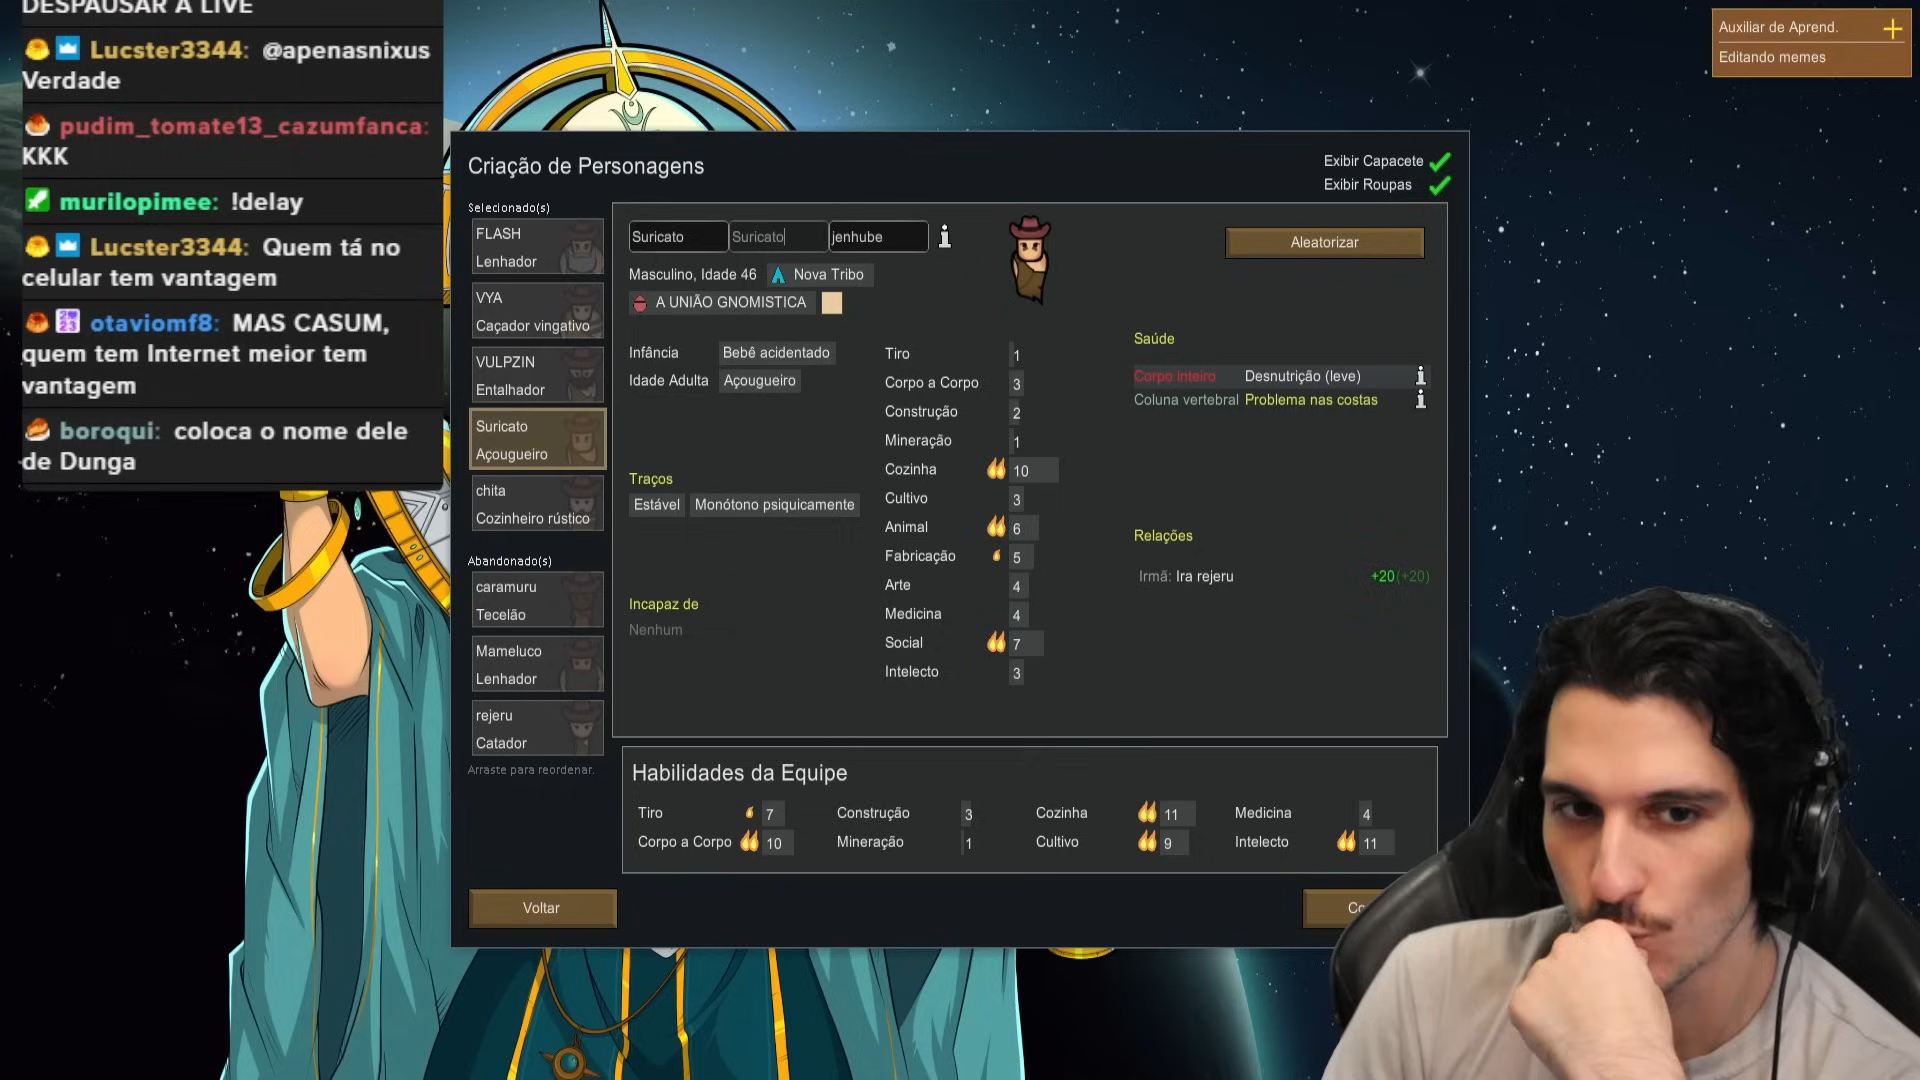 DESPAUSAR A LIVE
Lucster3344: @apenasnixus
Verdade
pudim_tomate13_cazumfanca:
KKK
murilopimee: !delay
Lucster3344: Quem tá no
celular tem vantagem
otaviomf8: MAS CASUM,
quem tem Internet meior tem
vantagem
boroqui: coloca o nome dele
de Dunga
Auxiliar de Aprend.
Editando memes
Criação de Personagens
Exibir Capacete
Exibir Roupas
Selecionado(s)
FLASH
Lenhador
VYA
Caçador vingativo
VULPZIN
Entalhador
Suricato
Açougueiro
chita
Cozinheiro rústico
Abandonado(s)
caramuru
Tecelão
Mameluco
Lenhador
rejeru
Catador
Arraste para reordenar.
Suricato Suricato jenhube
Aleatorizar
Masculino, Idade 46 Nova Tribo
A UNIÃO GNOMISTICA
Infância Bebê acidentado
Idade Adulta Açougueiro
Traços
Estável Monótono psiquicamente
Incapaz de
Nenhum
Tiro 1
Corpo a Corpo 3
Construção 2
Mineração 1
Cozinha 10
Cultivo 3
Animal 6
Fabricação 5
Arte 4
Medicina 4
Social 7
Intelecto 3
Saúde
Corpo inteiro Desnutrição (leve)
Coluna vertebral Problema nas costas
Relações
Irmã: Ira rejeru +20(+20)
Habilidades da Equipe
Tiro 7 Construção 3 Cozinha 11 Medicina 4
Corpo a Corpo 10 Mineração 1 Cultivo 9 Intelecto 11
Voltar